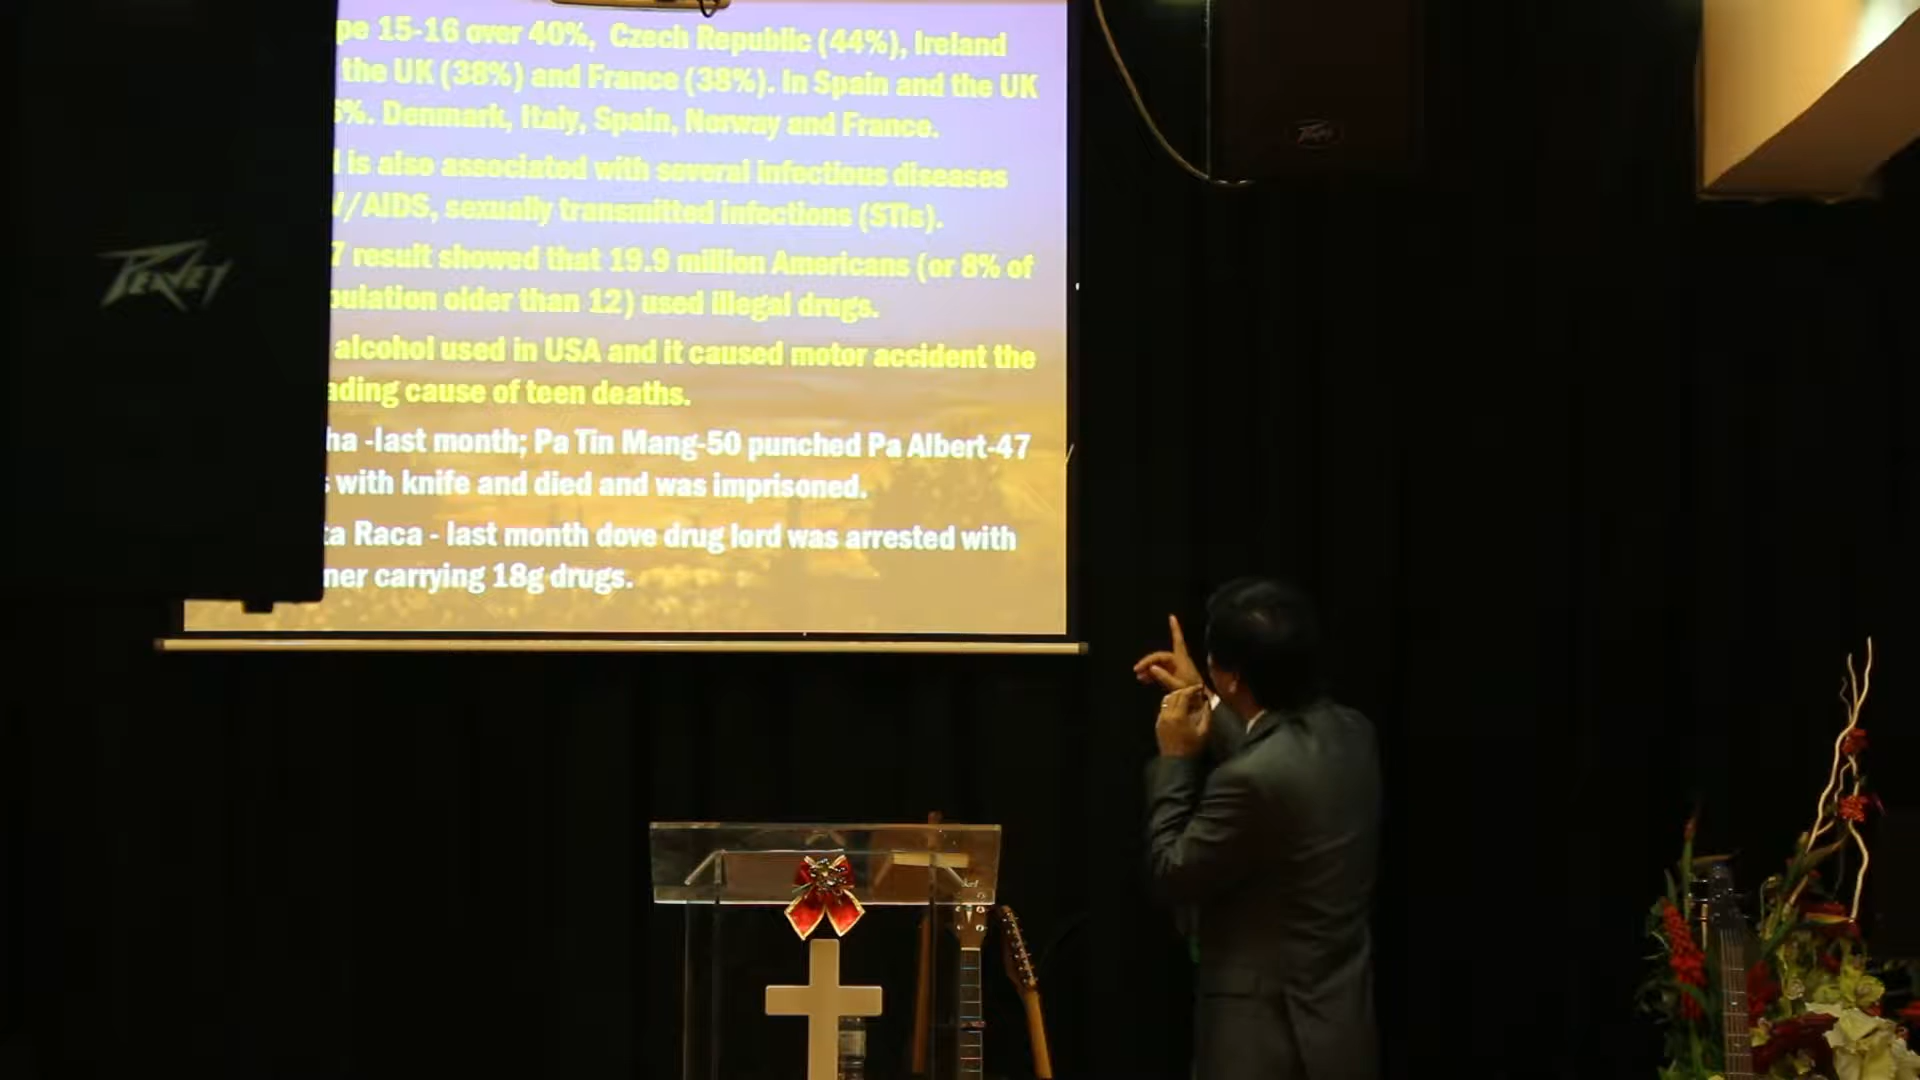 15-16 over 40%, Czech Republic (44%), Ireland
the UK (38%) and France (38%). In Spain and the UK
Denmark, Italy, Spain, Norway and France.
is also associated with several infectious diseases
/AIDS, sexually transmitted infections (STIs).
7 result showed that 19.9 million Americans (or 8% of
older than 12) used illegal drugs.
alcohol used in USA and it caused motor accident the
ading cause of teen deaths.
ha -last month; Pa Tin Mang-50 punched Pa Albert-47
with knife and died and was imprisoned.
ta Raca - last month dove drug lord was arrested with
ner carrying 18g drugs.
PEAVEY
PEAVEY